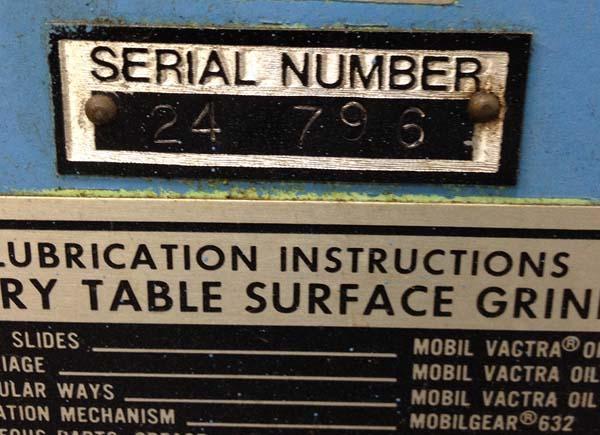 SERIAL NUMBER
24 796
LUBRICATION INSTRUCTIONS
RY TABLE SURFACE GRIN
SLIDES MOBIL VACTRA® O
IAGE MOBIL VACTRA OIL
ULAR WAYS MOBIL VACTRA OIL
ATION MECHANISM MOBILGEAR®632